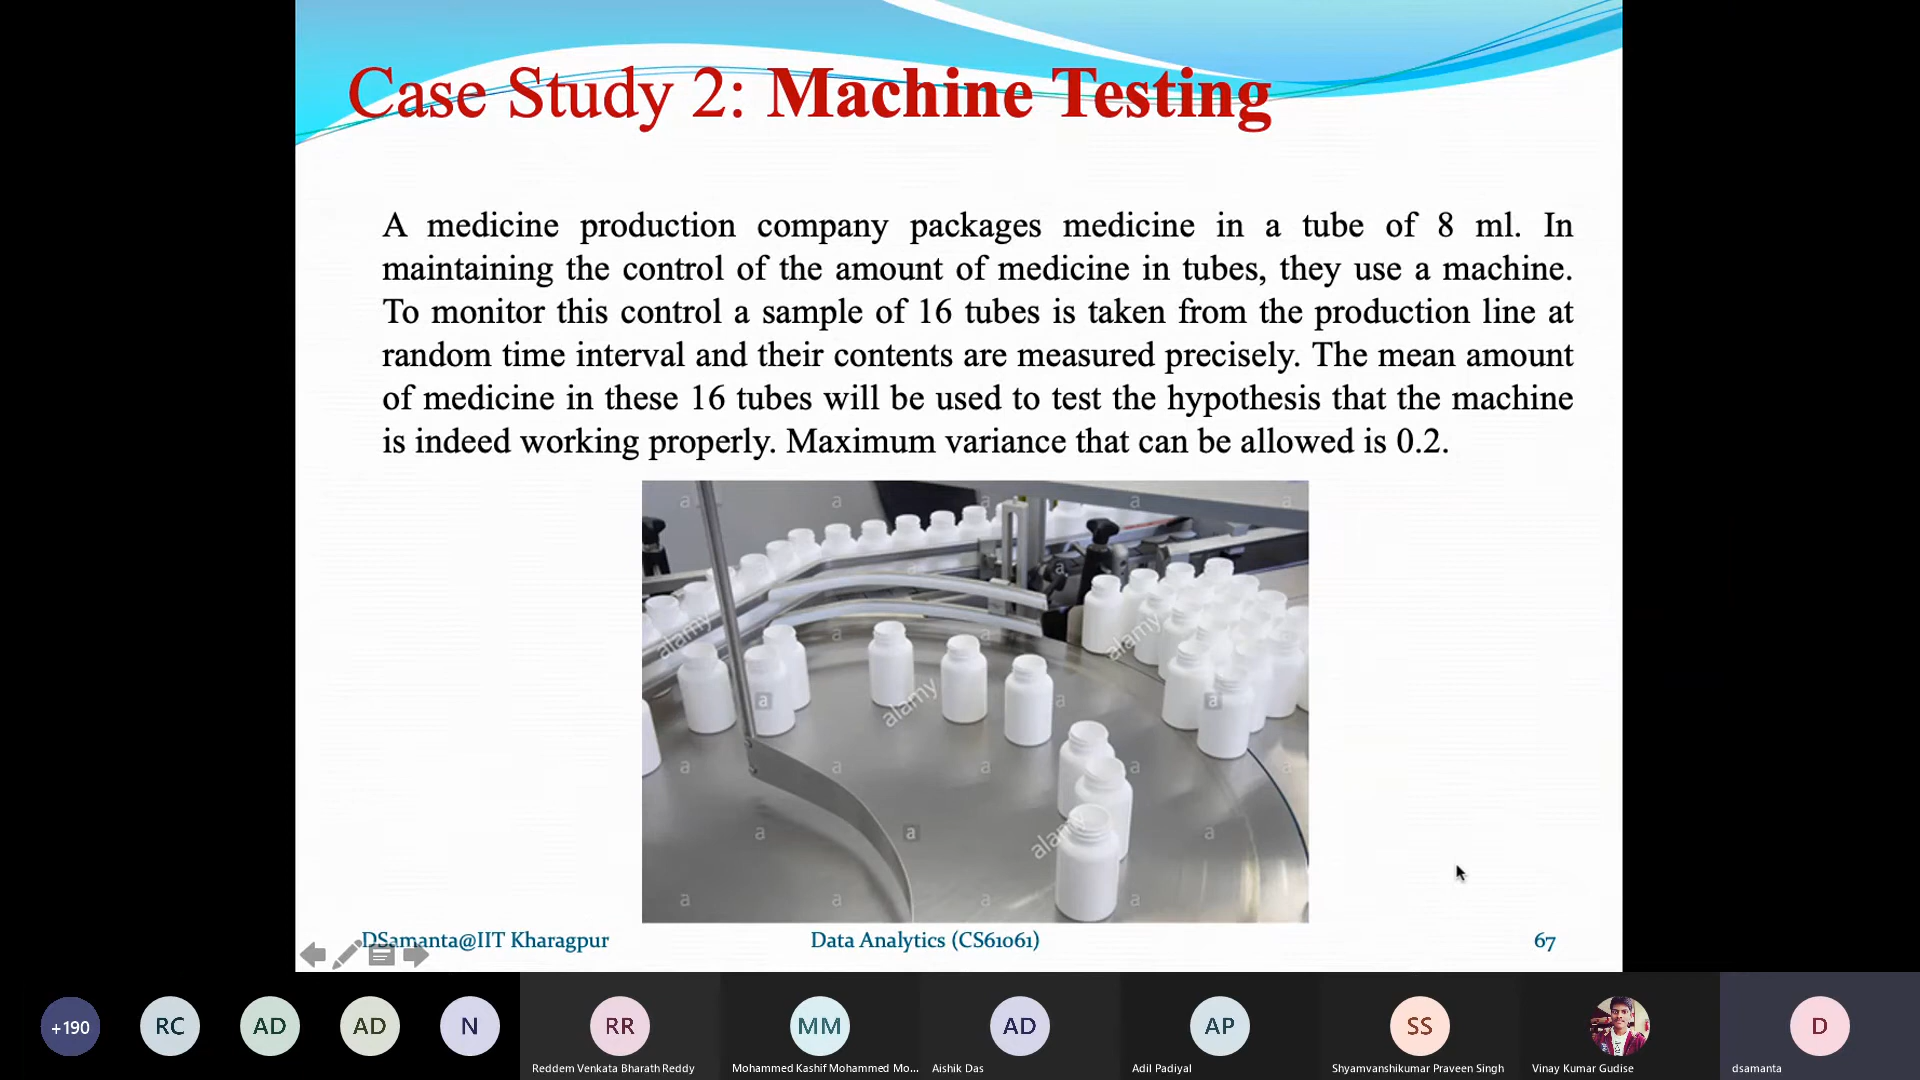 Case Study 2: Machine Testing
A medicine production company packages medicine in a tube of 8 ml. In
maintaining the control of the amount of medicine in tubes, they use a machine.
To monitor this control a sample of 16 tubes is taken from the production line at
random time interval and their contents are measured precisely. The mean amount
of medicine in these 16 tubes will be used to test the hypothesis that the machine
is indeed working properly. Maximum variance that can be allowed is 0.2.
a a a a a
a a
alamy alamy
a
a a a
alamy
a a a a a
alamy
a a a
a a a a
DSamanta@IIT Kharagpur Data Analytics (CS61061) 67
+190 RC AD AD N RR MM AD AP SS D
Reddem Venkata Bharath Reddy Mohammed Kashif Mohammed Mo... Aishik Das Adil Padiyal Shyamvanshikumar Praveen Singh Vinay Kumar Gudise dsamanta